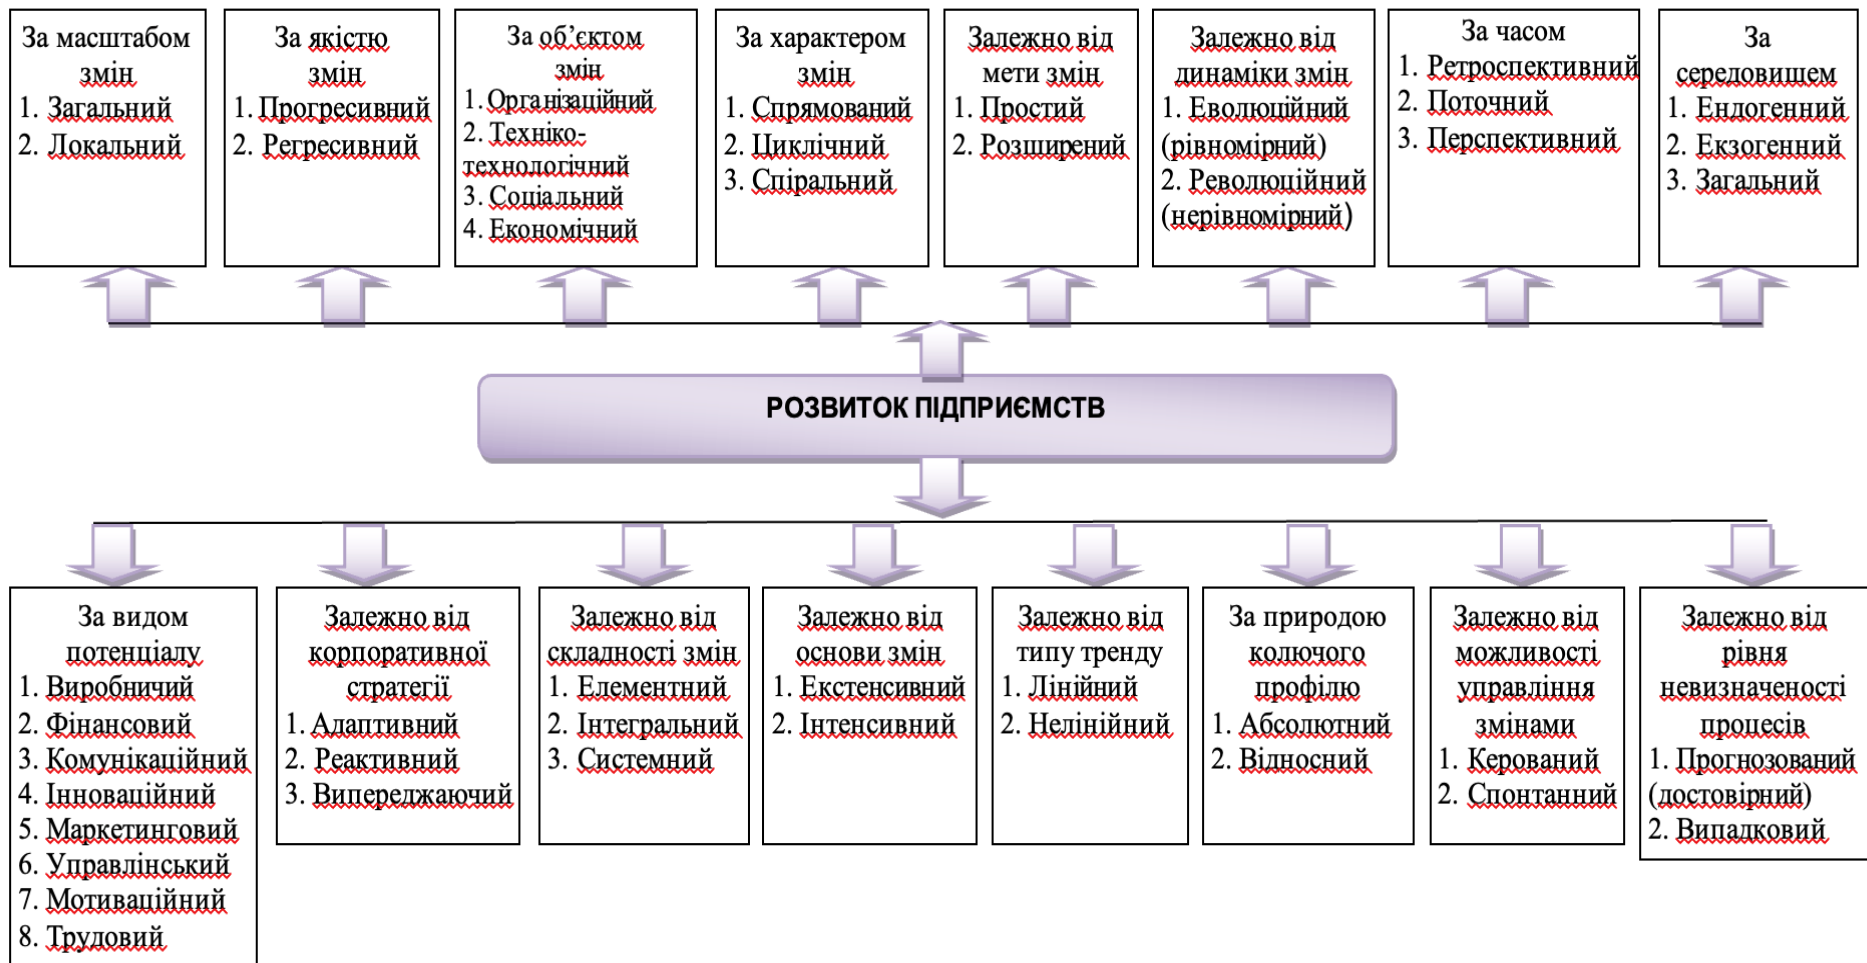 За масштабом
змін
1. Загальний
2. Локальний
За якістю
змін
1. Прогресивний
2. Регресивний
За об’єктом
змін
1. Організаційний
2. Техніко-
технологічний
3. Соціальний
4. Економічний
За характером
змін
1. Спрямований
2. Циклічний
3. Спіральний
Залежно від
мети змін
1. Простий
2. Розширений
Залежно від
динаміки змін
1. Еволюційний
(рівномірний)
2. Революційний
(нерівномірний)
За часом
1. Ретроспективний
2. Поточний
3. Перспективний
За
середовишем
1. Ендогенний
2. Екзогенний
3. Загальний
РОЗВИТОК ПІДПРИЄМСТВ
За видом
потенціалу
1. Виробничий
2. Фінансовий
3. Комунікаційний
4. Інноваційний
5. Маркетинговий
6. Управлінський
7. Мотиваційний
8. Трудовий
Залежно від
корпоративної
стратегії
1. Адаптивний
2. Реактивний
3. Випереджаючий
Залежно від
складності змін
1. Елементний
2. Інтегральний
3. Системний
Залежно від
основи змін
1. Екстенсивний
2. Інтенсивний
Залежно від
типу тренду
1. Лінійний
2. Нелінійний
За природою
колючого
профілю
1. Абсолютний
2. Відносний
Залежно від
можливості
управління
змінами
1. Керований
2. Спонтанний
Залежно від
рівня
невизначеності
процесів
1. Прогнозований
(достовірний)
2. Випадковий